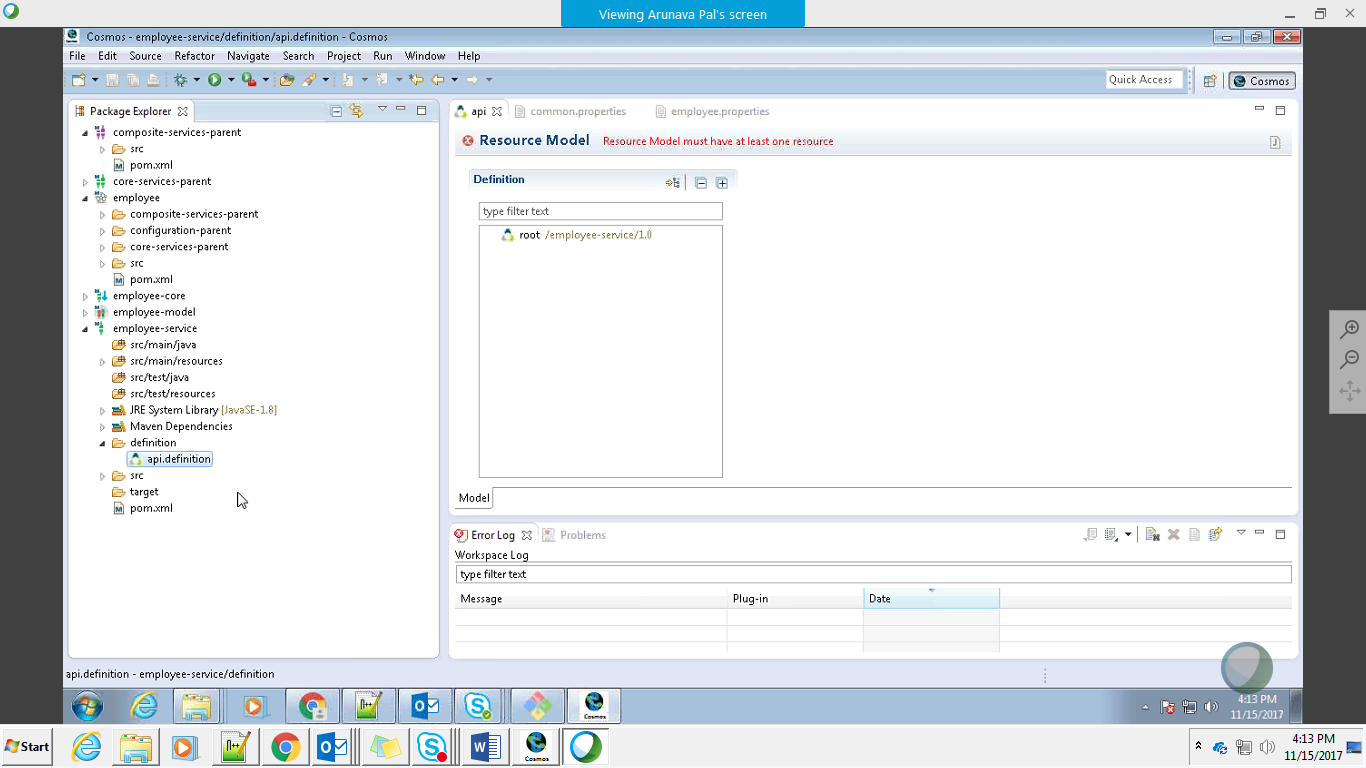 Viewing Arunava Pal's screen
Cosmos - employee-service/definition/api.definition - Cosmos
File Edit Source Refactor Navigate Search Project Run Window Help
Quick Access
Cosmos
Package Explorer
composite-services-parent
src
pom.xml
core-services-parent
employee
composite-services-parent
configuration-parent
core-services-parent
src
pom.xml
employee-core
employee-model
employee-service
src/main/java
src/main/resources
src/test/java
src/test/resources
JRE System Library [JavaSE-1.8]
Maven Dependencies
definition
api.definition
src
target
pom.xml
api common.properties employee.properties
Resource Model Resource Model must have at least one resource
Definition
type filter text
root /employee-service/1.0
Model
Error Log Problems
Workspace Log
type filter text
Message Plug-in Date
api.definition - employee-service/definition
Cosmos
4:13 PM
11/15/2017
Start
Cosmos
4:13 PM
11/15/2017